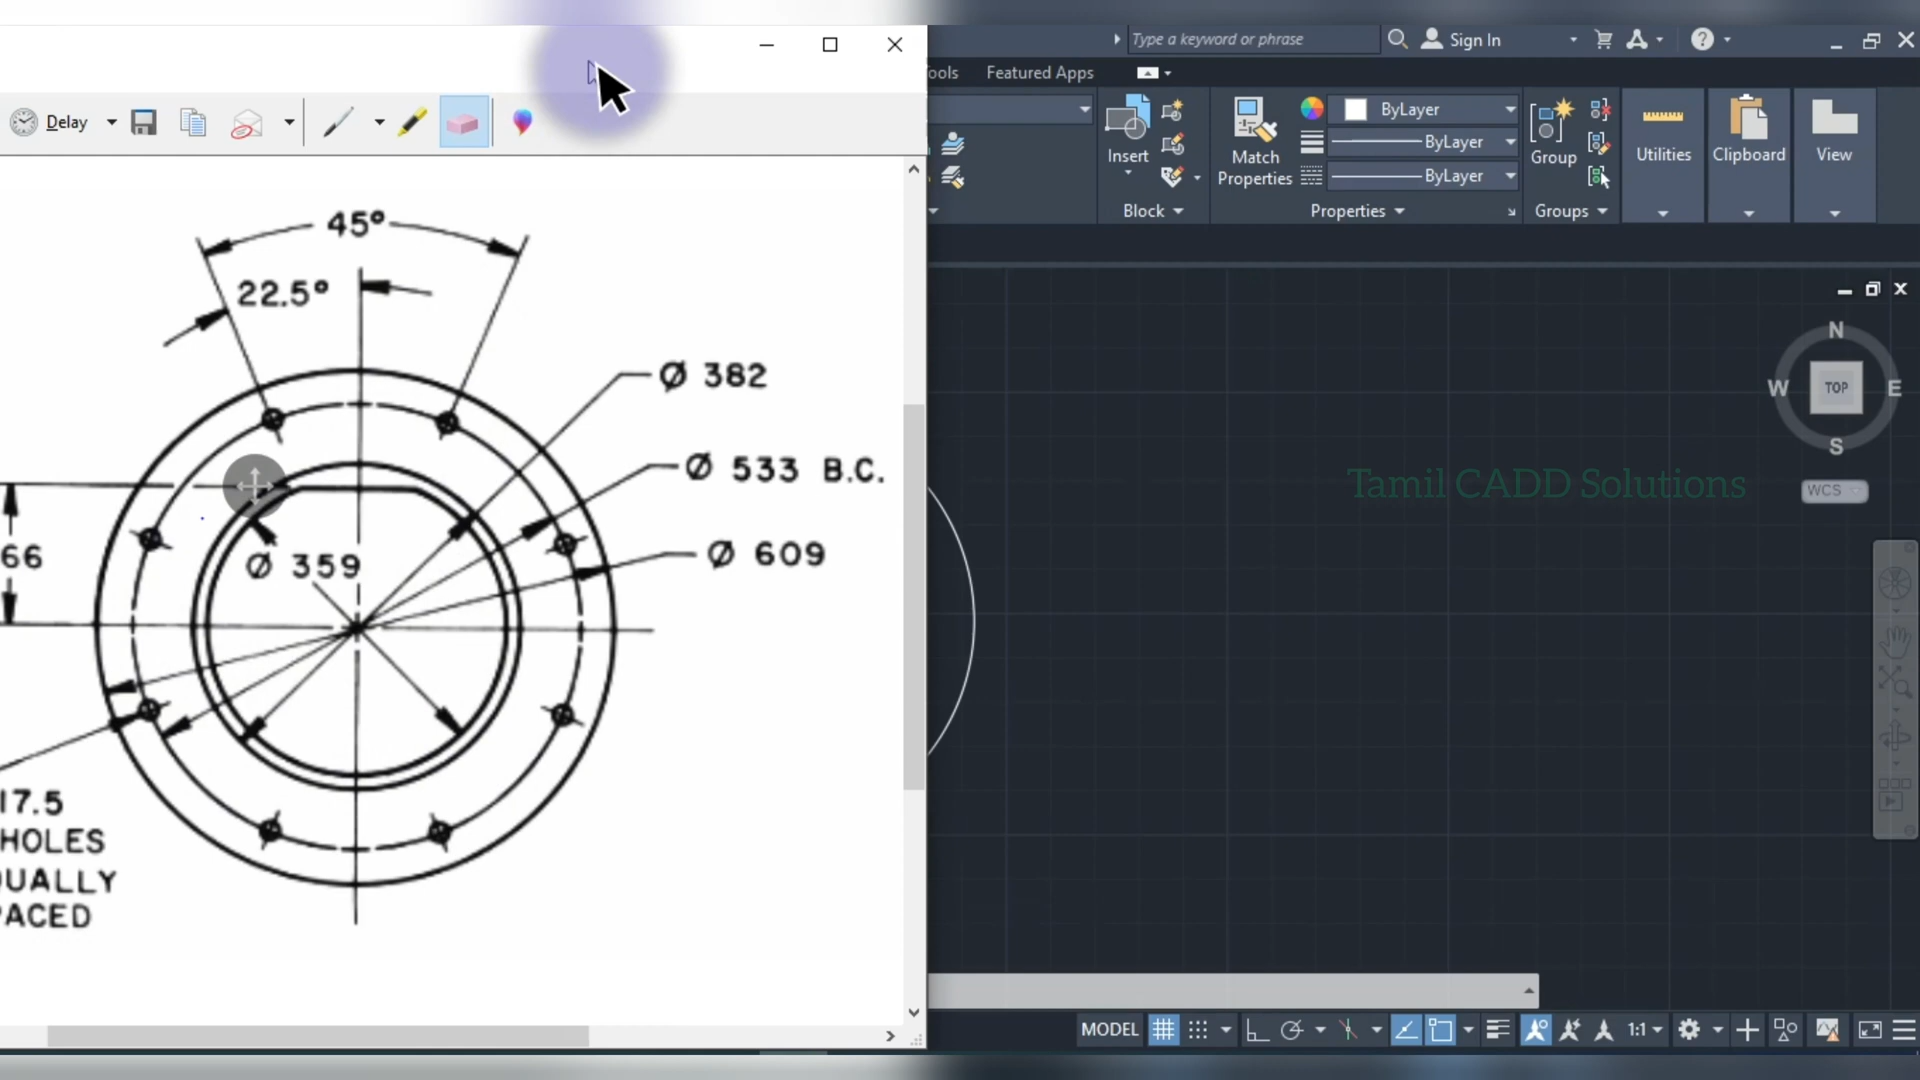 Type a keyword or phrase
Sign In
ools
Featured Apps
Delay
Insert
Match
Properties
ByLayer
ByLayer
ByLayer
Group
Utilities
Clipboard
View
Block
Properties
Groups
45°
22.5°
Ø 382
Ø 533 B.C.
Ø 609
Ø 359
66
17.5
HOLES
QUALLY
PACED
N
W
TOP
E
S
WCS
Tamil CADD Solutions
MODEL
1:1